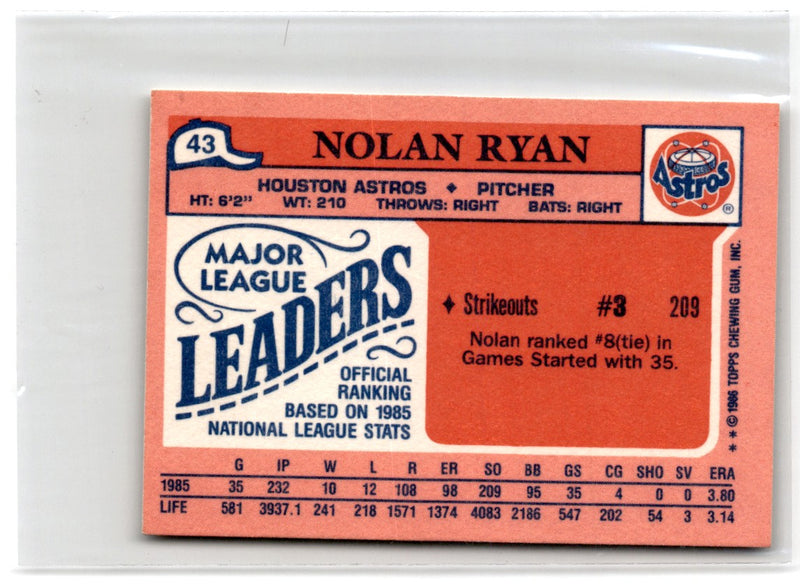 43
NOLAN RYAN
HOUSTON ASTROS ♦ PITCHER
HT: 6'2" WT: 210 THROWS: RIGHT BATS: RIGHT
Astros
®
MAJOR
LEAGUE
LEADERS
OFFICIAL
RANKING
BASED ON 1985
NATIONAL LEAGUE STATS
♦ Strikeouts #3 209
Nolan ranked #8(tie) in
Games Started with 35.
* * © 1986 TOPPS CHEWING GUM, INC.
G IP W L R ER SO BB GS CG SHO SV ERA
1985 35 232 10 12 108 98 209 95 35 4 0 0 3.80
LIFE 581 3937.1 241 218 1571 1374 4083 2186 547 202 54 3 3.14